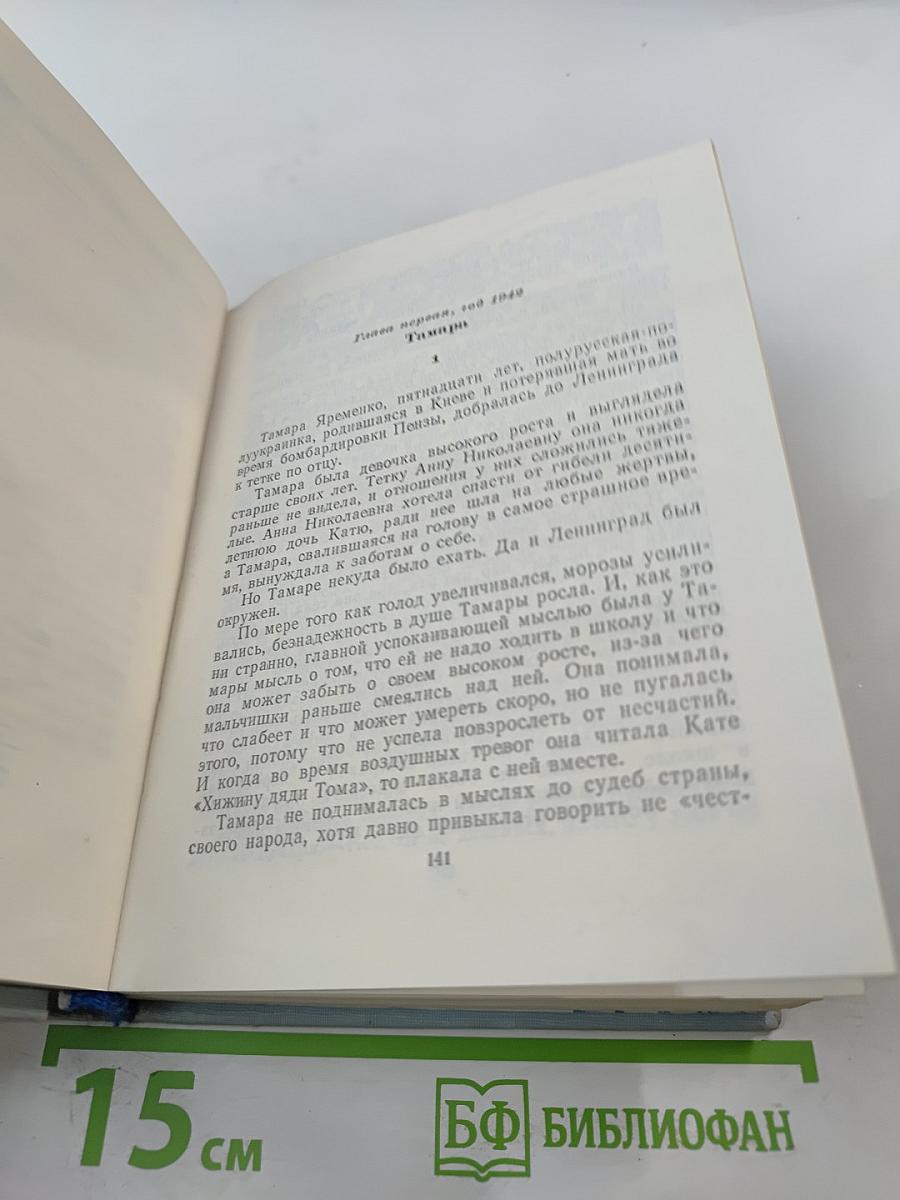 Глава первая, год 1942
Тамара
1
Тамара Яременко, пятнадцати лет, полурусская-по-
луукраинка, родившаяся в Киеве и потерявшая мать во
время бомбардировки Пензы, добралась до Ленинграда
к тетке по отцу.
Тамара была девочка высокого роста и выглядела
старше своих лет. Тетку Анну Николаевну она никогда
раньше не видела, и отношения у них сложились тяже-
лые. Анна Николаевна хотела спасти от гибели десяти-
летнюю дочь Катю, ради нее шла на любые жертвы,
а Тамара, свалившаяся на голову в самое страшное вре-
мя, вынуждала к заботам о себе.
Но Тамаре некуда было ехать. Да и Ленинград был
окружен.
По мере того как голод увеличивался, морозы усили-
вались, безнадежность в душе Тамары росла. И, как это
ни странно, главной успокаивающей мыслью была у Та-
мары мысль о том, что ей не надо ходить в школу и что
она может забыть о своем высоком росте, из-за чего
мальчишки раньше смеялись над ней. Она понимала,
что слабеет и что может умереть скоро, но не пугалась
этого, потому что не успела повзрослеть от несчастий.
И когда во время воздушных тревог она читала Кате
«Хижину дяди Тома», то плакала с ней вместе.
Тамара не поднималась в мыслях до судеб страны,
своего народа, хотя давно привыкла говорить не «чест-
141
15 см
БФ БИБЛИОФАН